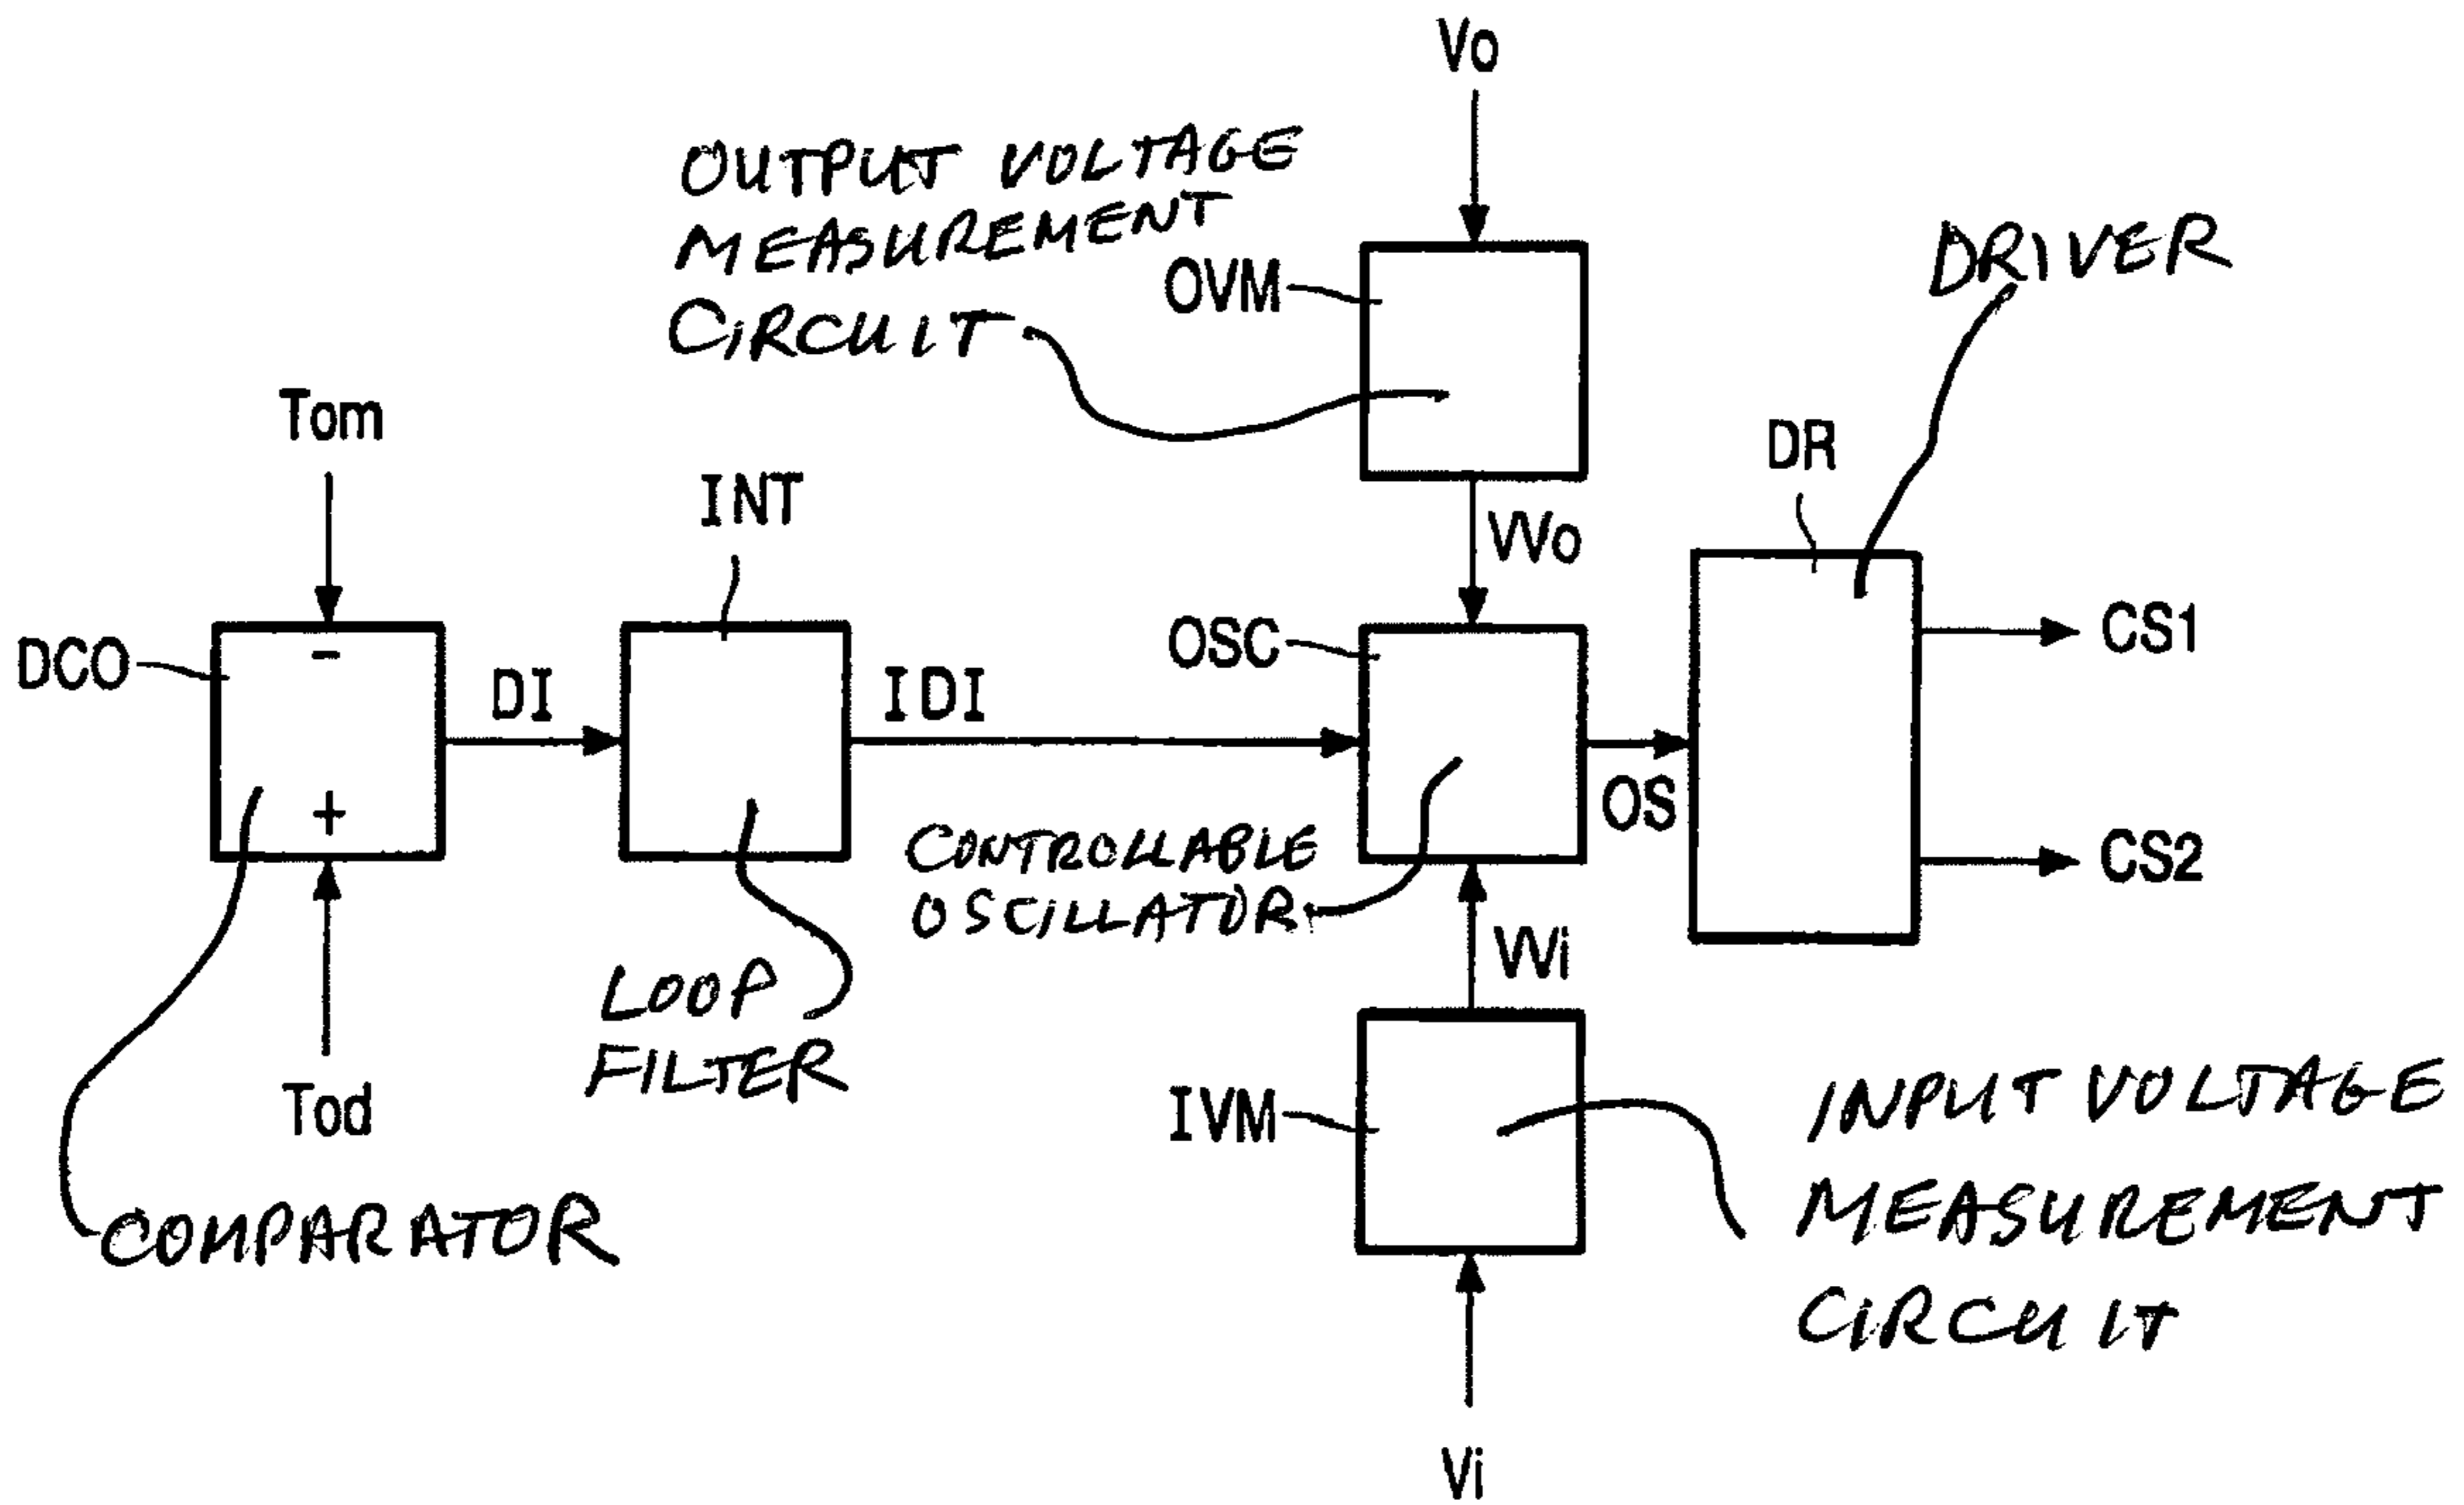 Vo
OUTPUT VOLTAGE
MEASUREMENT
CIRCUIT
OVM
DRIVER
Tom
INT
DR
VVo
DCO
-
DI
IDI
OSC
CS1
+
OS
CONTROLLABLE
OSCILLATOR
CS2
VVi
LOOP
FILTER
Tod
IVM
INPUT VOLTAGE
MEASUREMENT
CIRCUIT
COMPARATOR
Vi